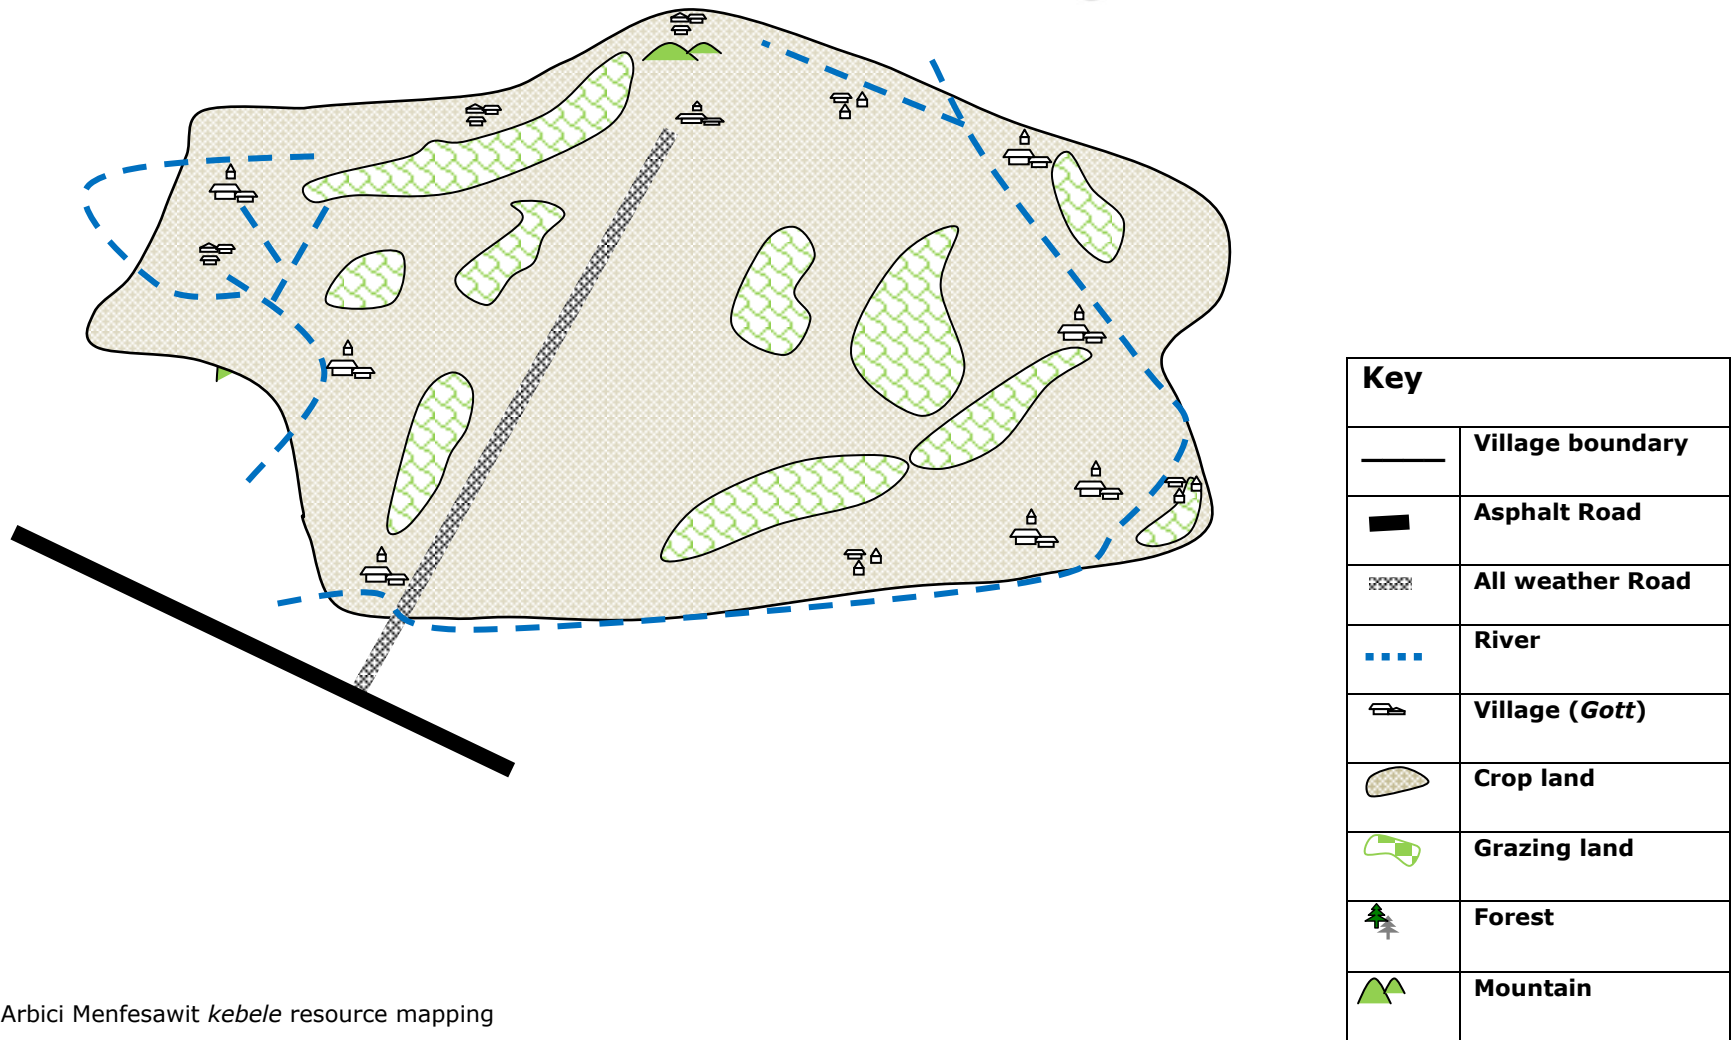 Key
Village boundary
Asphalt Road
All weather Road
River
Village (Gott)
Crop land
Grazing land
Forest
Mountain
Arbici Menfesawit kebele resource mapping